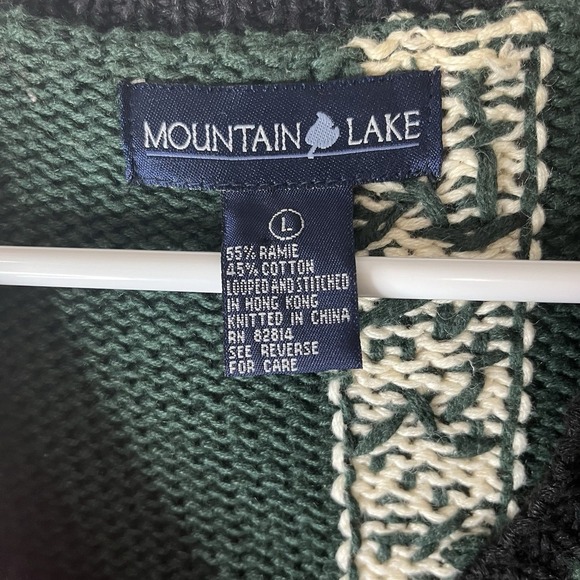 MOUNTAIN LAKE
L
55% RAMIE
45% COTTON
LOOPED AND STITCHED
IN HONG KONG
KNITTED IN CHINA
RN 82814
SEE REVERSE
FOR CARE